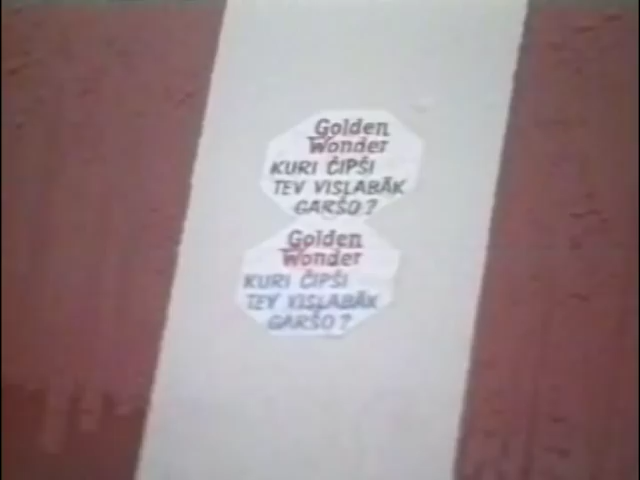 Golden
Wonder
KURI ČIPŠI
TEV VISLABĀK
GARŠO?
Golden
Wonder
KURI ČIPŠI
TEV VISLABĀK
GARŠO?